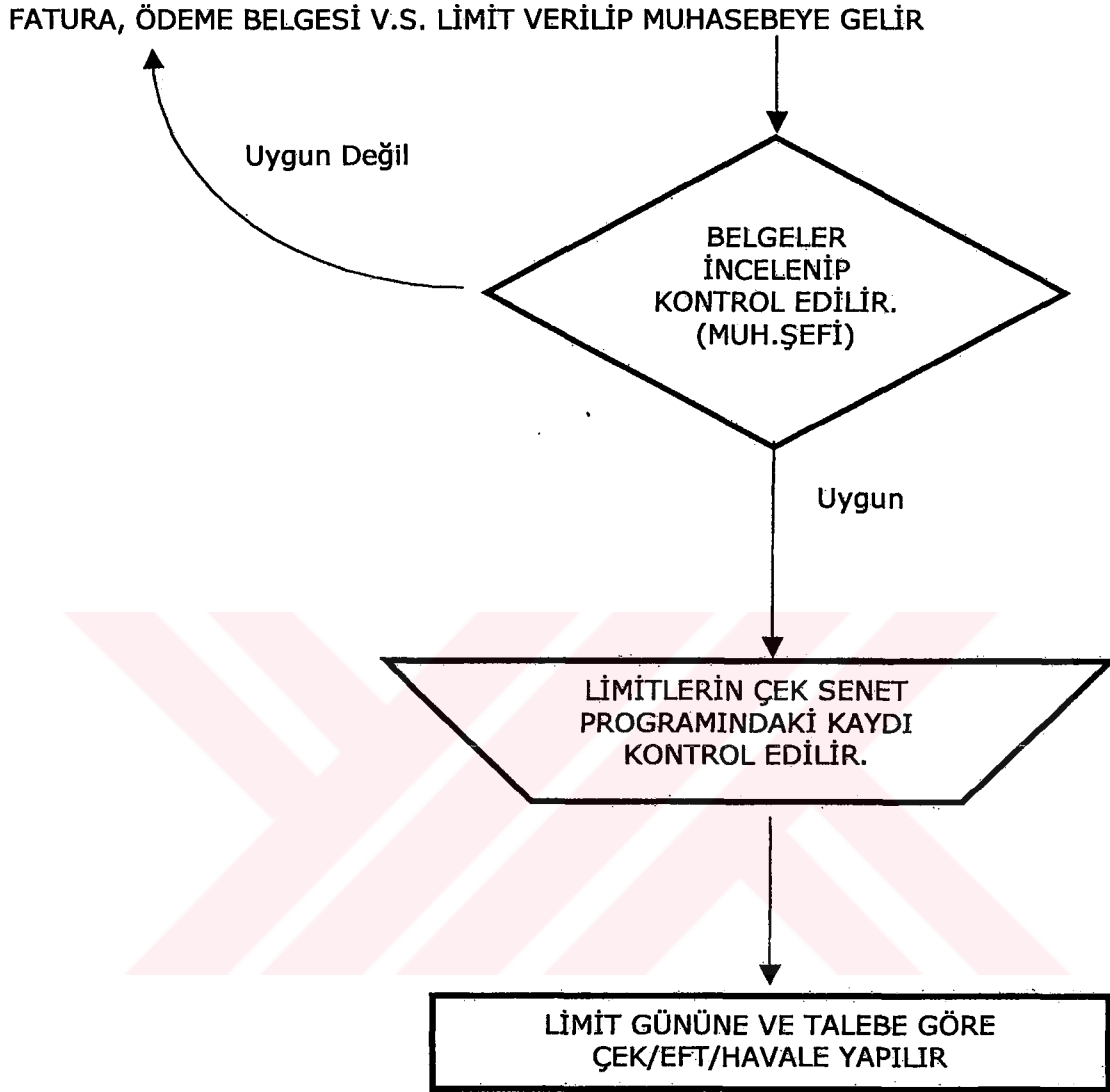 FATURA, ÖDEME BELGESİ V.S. LİMİT VERİLİP MUHASEBEYE GELİR
Uygun Değil
BELGELER
İNCELENİP
KONTROL EDİLİR.
(MUH.ŞEFİ)
Uygun
LİMİTLERİN ÇEK SENET
PROGRAMINDAKİ KAYDI
KONTROL EDİLİR.
LİMİT GÜNÜNE VE TALEBE GÖRE
ÇEK/EFT/HAVALE YAPILIR